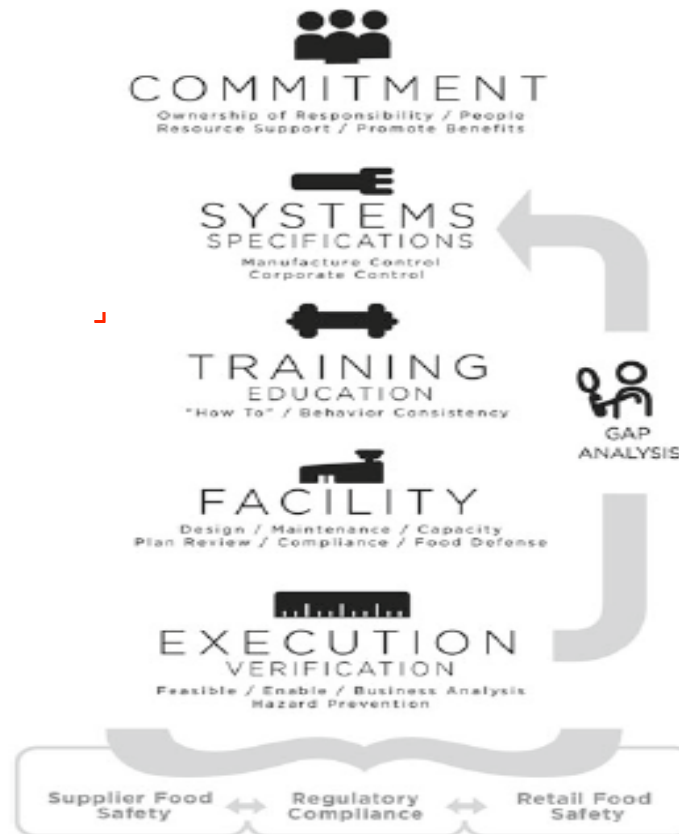 COMMITMENT
Ownership of Responsibility / People
Resource Support / Promote Benefits
SYSTEMS
SPECIFICATIONS
Manufacture Control
Corporate Control
TRAINING
EDUCATION
"How To" / Behavior Consistency
GAP
ANALYSIS
FACILITY
Design / Maintenance / Capacity
Plan Review / Compliance / Food Defense
EXECUTION
VERIFICATION
Feasible / Enable / Business Analysis
Hazard Prevention
Supplier Food
Safety
Regulatory
Compliance
Retail Food
Safety